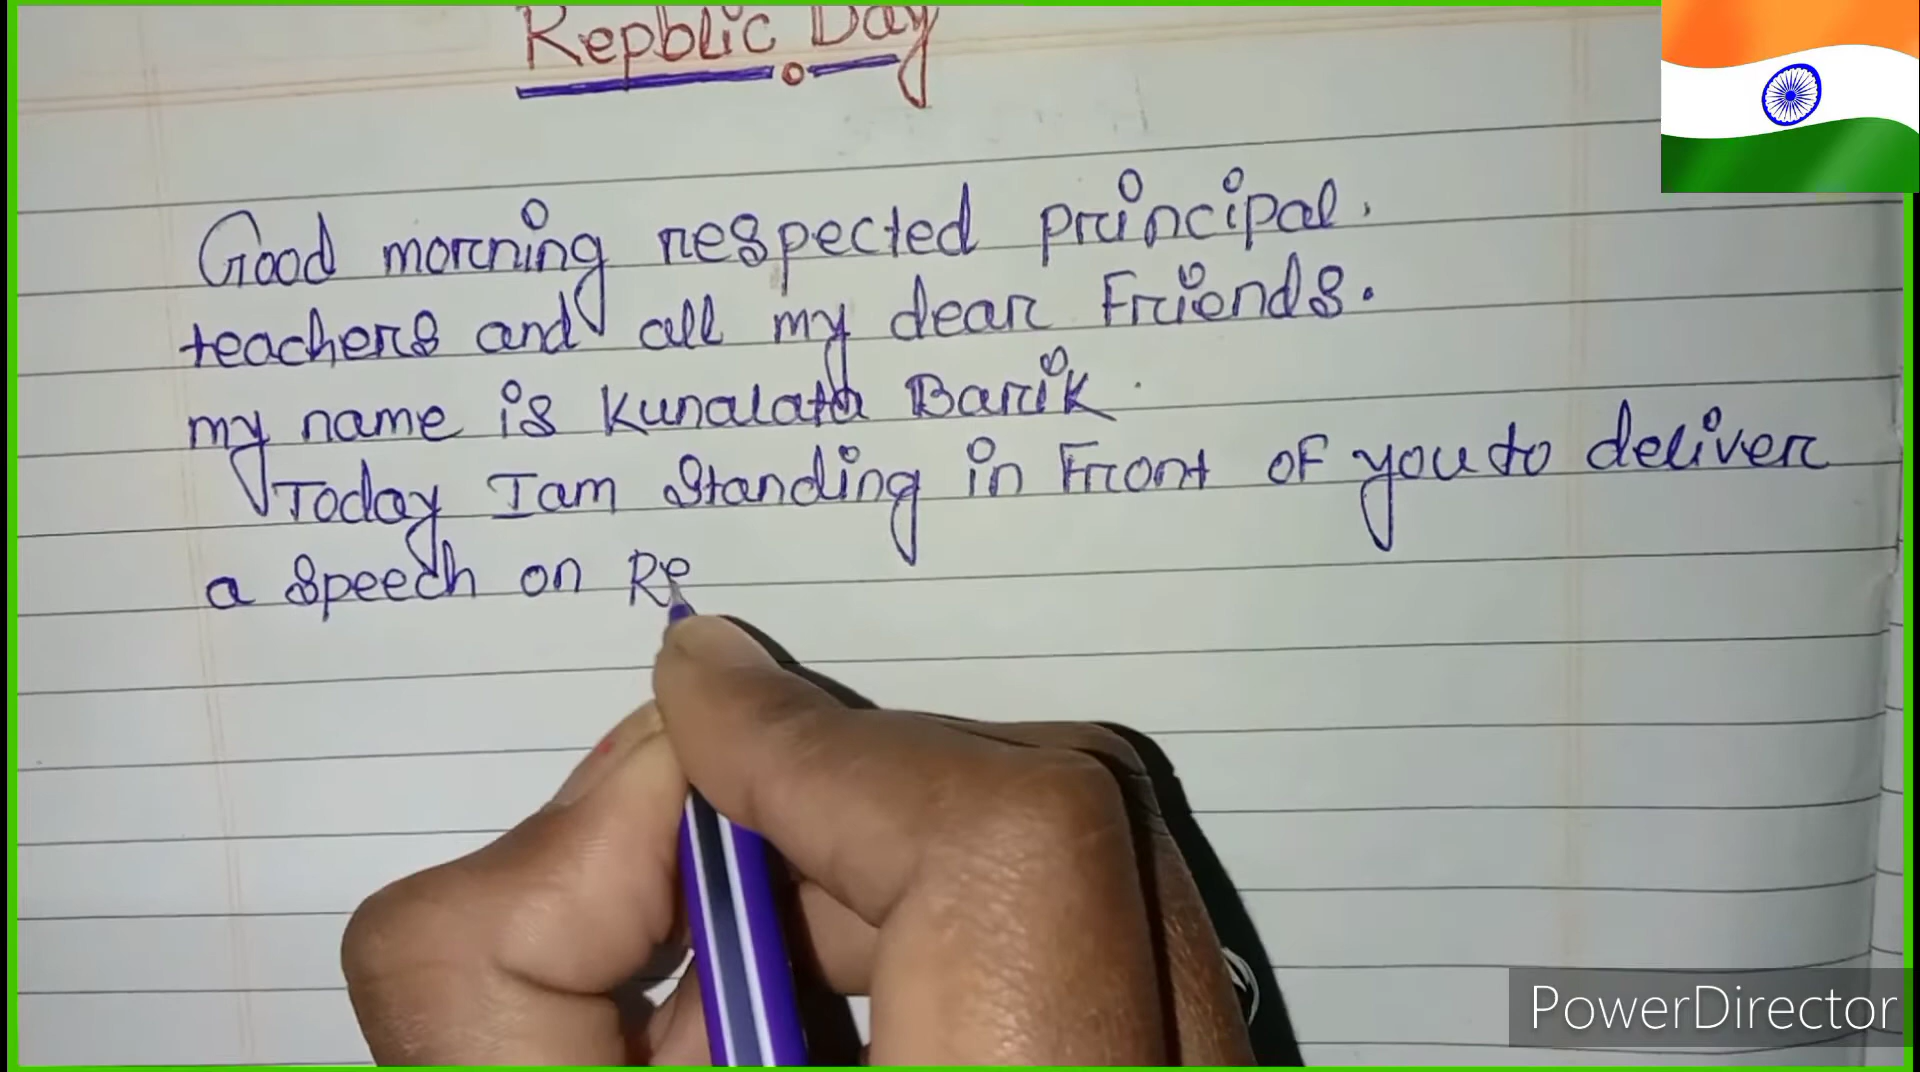 Repblic Day
Good morning respected principal.
teachers and all my dear Friends.
my name is Kunalata Barik.
Today I am Standing in Front of you to deliver
a Speech on Re
PowerDirector